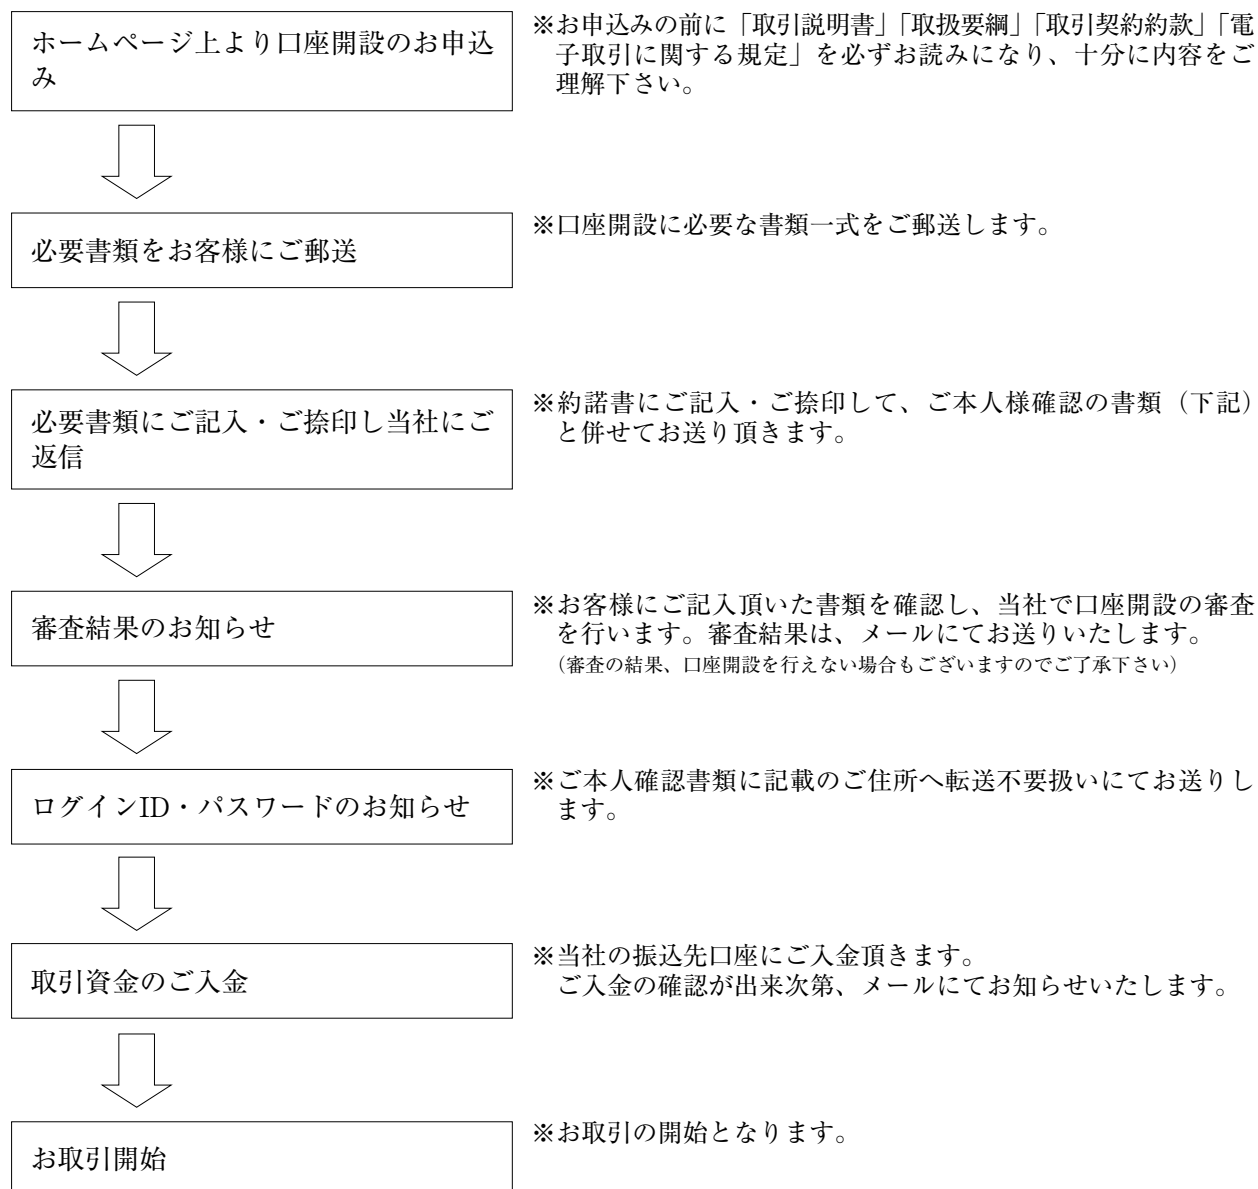 ホームページ上より口座開設のお申込
み
※お申込みの前に「取引説明書」「取扱要綱」「取引契約約款」「電
子取引に関する規定」を必ずお読みになり、十分に内容をご
理解下さい。
必要書類をお客様にご郵送
※口座開設に必要な書類一式をご郵送します。
必要書類にご記入・ご捺印し当社にご
返信
※約諾書にご記入・ご捺印して、ご本人様確認の書類（下記）
と併せてお送り頂きます。
審査結果のお知らせ
※お客様にご記入頂いた書類を確認し、当社で口座開設の審査
を行います。審査結果は、メールにてお送りいたします。
（審査の結果、口座開設を行えない場合もございますのでご了承下さい）
ログインID・パスワードのお知らせ
※ご本人確認書類に記載のご住所へ転送不要扱いにてお送りし
ます。
取引資金のご入金
※当社の振込先口座にご入金頂きます。
ご入金の確認が出来次第、メールにてお知らせいたします。
お取引開始
※お取引の開始となります。